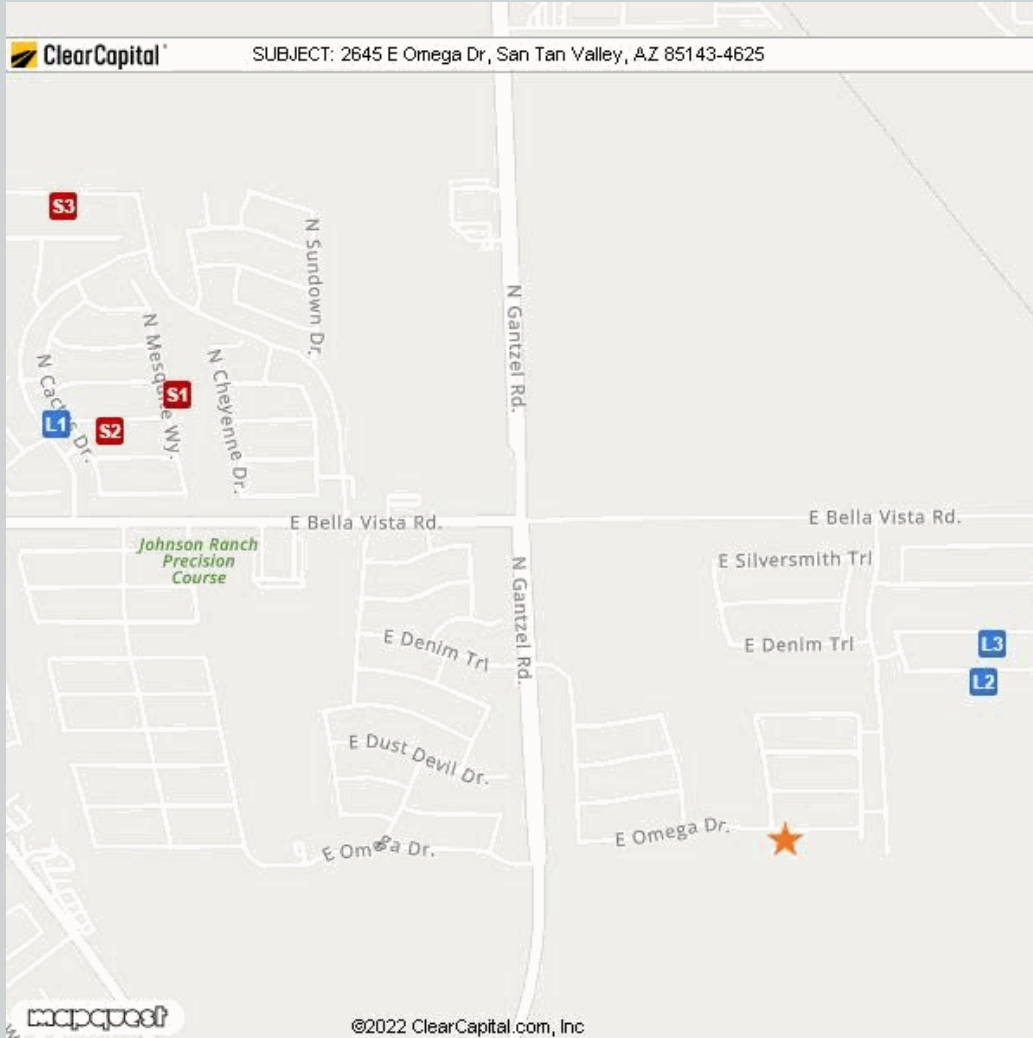 ClearCapital
SUBJECT: 2645 E Omega Dr, San Tan Valley, AZ 85143-4625
S3
N Sundown Dr.
N Gantzel Rd.
N Mesquite Wy.
N Cheyenne Dr.
N Cactus Dr.
S1
L1
S2
E Bella Vista Rd.
E Bella Vista Rd.
Johnson Ranch
Precision
Course
E Silversmith Trl
N Gantzel Rd.
E Denim Trl
E Denim Trl
L3
L2
E Dust Devil Dr.
E Omega Dr.
E Omega Dr.
mapquest
©2022 ClearCapital.com, Inc